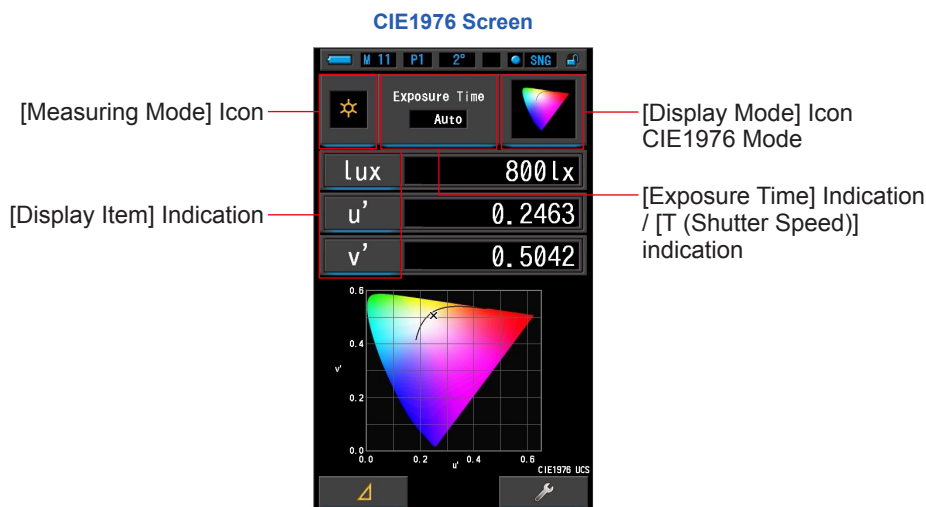 CIE1976 Screen
M 11 P1 2° SNG
[Measuring Mode] Icon
Exposure Time
Auto
[Display Mode] Icon
CIE1976 Mode
[Display Item] Indication
lux 800lx
u' 0.2463
v' 0.5042
[Exposure Time] Indication
/ [T (Shutter Speed)]
indication
0.6
0.4
v'
0.2
0.0
0.0 0.2 u' 0.4 0.6
CIE1976 UCS